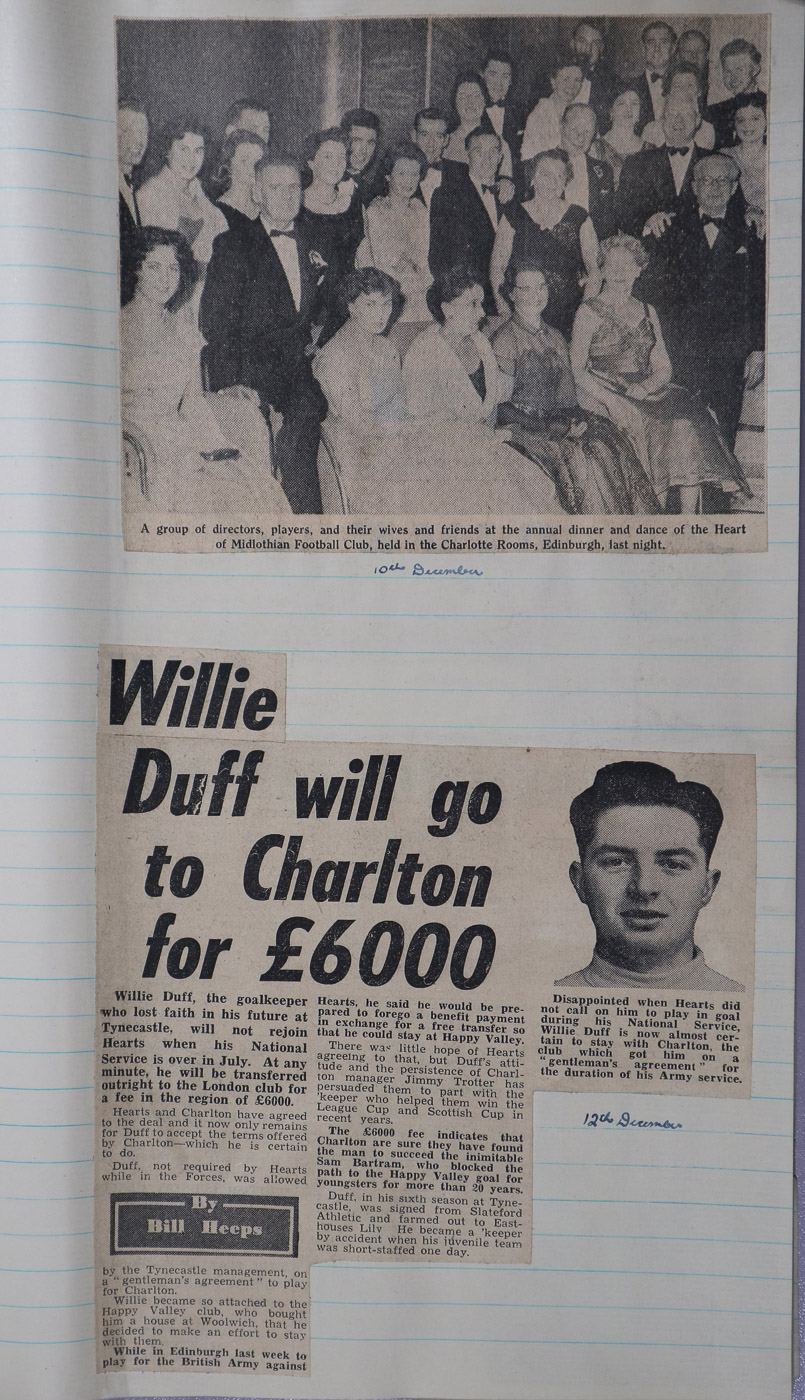 A group of directors, players, and their wives and friends at the annual dinner and dance of the Heart
of Midlothian Football Club, held in the Charlotte Rooms, Edinburgh, last night.
10th December
Willie
Duff will go
to Charlton
for £6000
Willie Duff, the goalkeeper
who lost faith in his future at
Tynecastle, will not rejoin
Hearts when his National
Service is over in July. At any
minute, he will be transferred
outright to the London club for
a fee in the region of £6000.
Hearts and Charlton have agreed
to the deal and it now only remains
for Duff to accept the terms offered
by Charlton—which he is certain
to do.
Duff, not required by Hearts
while in the Forces, was allowed
By
Bill Heeps
by the Tynecastle management, on
a "gentleman's agreement" to play
for Charlton.
Willie became so attached to the
Happy Valley club, who bought
him a house at Woolwich, that he
decided to make an effort to stay
with them.
While in Edinburgh last week to
play for the British Army against
Hearts, he said he would be pre-
pared to forego a benefit payment
in exchange for a free transfer so
that he could stay at Happy Valley.
There was little hope of Hearts
agreeing to that, but Duff's atti-
tude and the persistence of Charl-
ton manager Jimmy Trotter has
persuaded them to part with the
'keeper who helped them win the
League Cup and Scottish Cup in
recent years.
The £6000 fee indicates that
Charlton are sure they have found
the man to succeed the inimitable
Sam Bartram, who blocked the
path to the Happy Valley goal for
youngsters for more than 20 years.
Duff, in his sixth season at Tyne-
castle, was signed from Slateford
Athletic and farmed out to East-
houses Lily He became a 'keeper
by accident when his juvenile team
was short-staffed one day.
Disappointed when Hearts did
not call on him to play in goal
during his National Service,
Willie Duff is now almost cer-
tain to stay with Charlton, the
club which got him on a
"gentleman's agreement" for
the duration of his Army service.
12th December